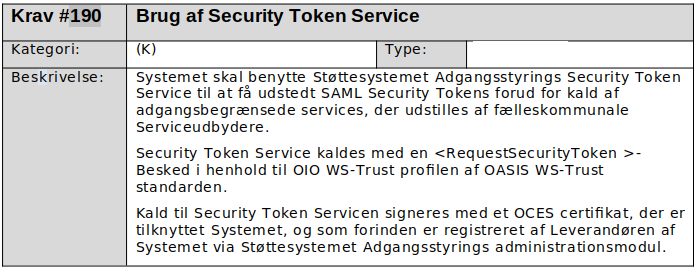 Krav #190 Brug af Security Token Service
Kategori: (K) Type:
Beskrivelse: Systemet skal benytte Støttesystemet Adgangsstyrings Security Token
Service til at få udstedt SAML Security Tokens forud for kald af
adgangsbegrænsede services, der udstilles af fælleskommunale
Serviceudbydere.
Security Token Service kaldes med en <RequestSecurityToken >-
Besked i henhold til OIO WS-Trust profilen af OASIS WS-Trust
standarden.
Kald til Security Token Servicen signeres med et OCES certifikat, der er
tilknyttet Systemet, og som forinden er registreret af Leverandøren af
Systemet via Støttesystemet Adgangsstyrings administrationsmodul.